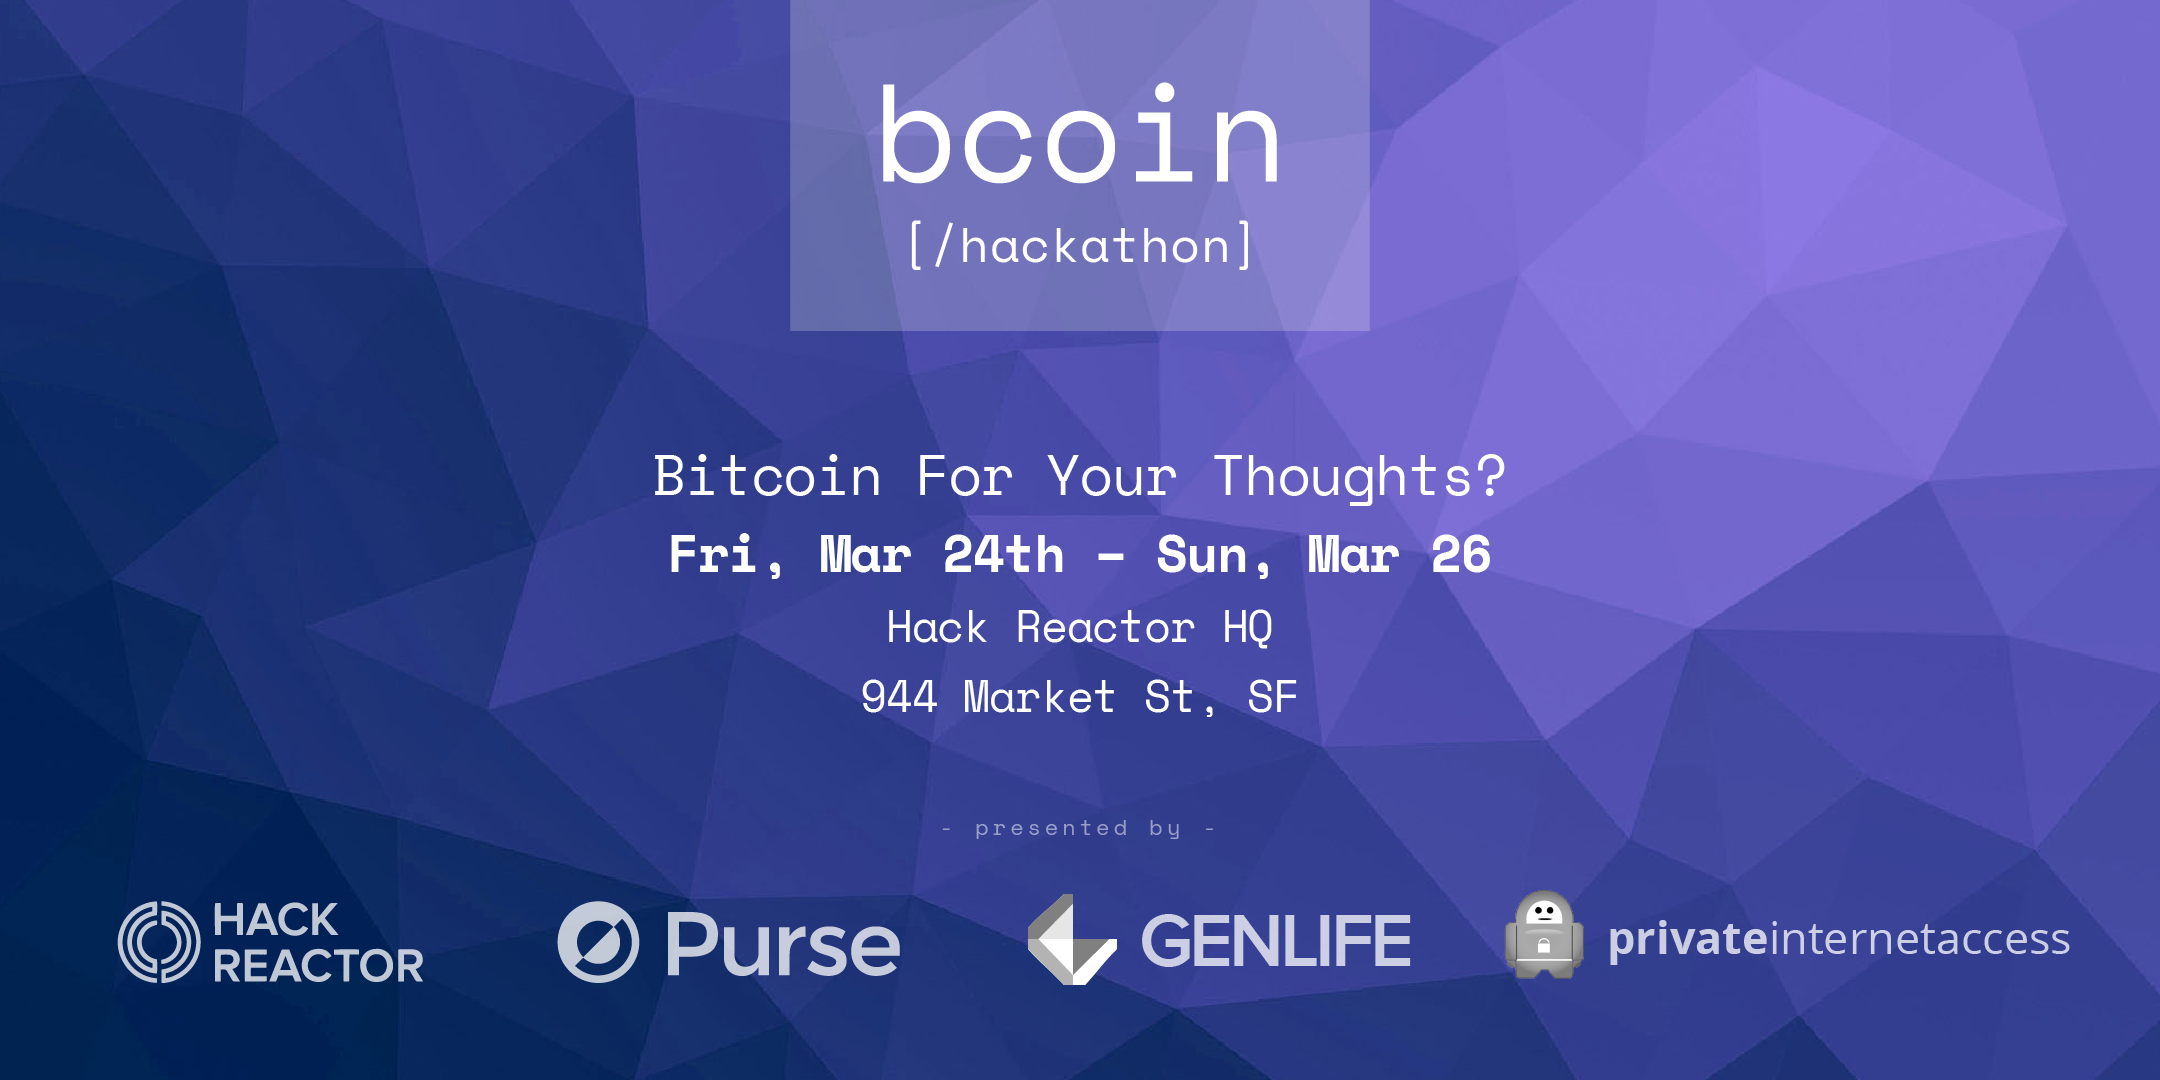 bcoin
[/hackathon]
Bitcoin For Your Thoughts?
Fri, Mar 24th – Sun, Mar 26
Hack Reactor HQ
944 Market St, SF
- presented by -
HACK
REACTOR
Purse
GENLIFE
privateinternetaccess